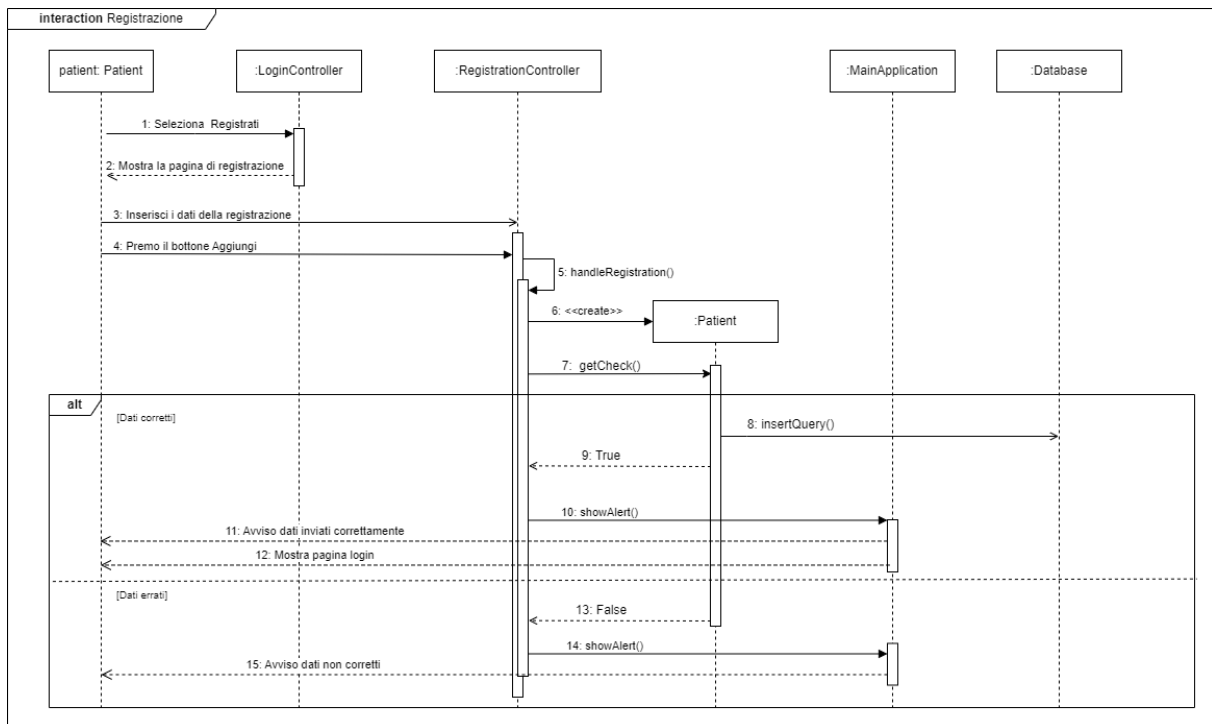 interaction Registrazione
patient: Patient
:LoginController
:RegistrationController
:MainApplication
:Database
1: Seleziona Registrati
2: Mostra la pagina di registrazione
3: Inserisci i dati della registrazione
4: Premo il bottone Aggiungi
5: handleRegistration()
6: <<create>>
:Patient
7: getCheck()
alt
[Dati corretti]
8: insertQuery()
9: True
10: showAlert()
11: Avviso dati inviati correttamente
12: Mostra pagina login
[Dati errati]
13: False
14: showAlert()
15: Avviso dati non corretti